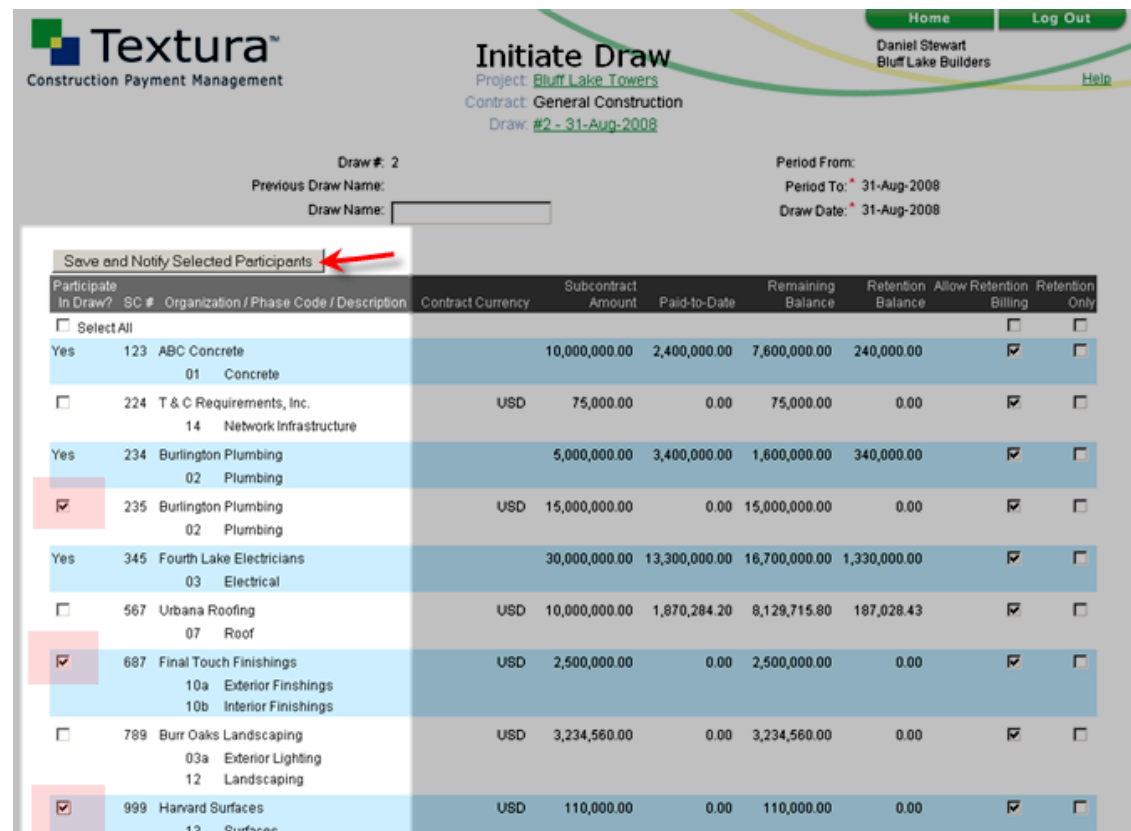 Home Log Out
Textura™
Construction Payment Management
Initiate Draw
Daniel Stewart
Bluff Lake Builders
Help
Project: Bluff Lake Towers
Contract: General Construction
Draw: #2 - 31-Aug-2008
Draw #: 2 Period From:
Previous Draw Name: Period To:* 31-Aug-2008
Draw Name: Draw Date:* 31-Aug-2008
Save and Notify Selected Participants
Participate Subcontract Remaining Retention Allow Retention Retention
In Draw? SC # Organization / Phase Code / Description Contract Currency Amount Paid-to-Date Balance Balance Billing Only
Select All
Yes 123 ABC Concrete 10,000,000.00 2,400,000.00 7,600,000.00 240,000.00
01 Concrete
224 T & C Requirements, Inc. USD 75,000.00 0.00 75,000.00 0.00
14 Network Infrastructure
Yes 234 Burlington Plumbing 5,000,000.00 3,400,000.00 1,600,000.00 340,000.00
02 Plumbing
235 Burlington Plumbing USD 15,000,000.00 0.00 15,000,000.00 0.00
02 Plumbing
Yes 345 Fourth Lake Electricians 30,000,000.00 13,300,000.00 16,700,000.00 1,330,000.00
03 Electrical
567 Urbana Roofing USD 10,000,000.00 1,870,284.20 8,129,715.80 187,028.43
07 Roof
687 Final Touch Finishings USD 2,500,000.00 0.00 2,500,000.00 0.00
10a Exterior Finshings
10b Interior Finishings
789 Burr Oaks Landscaping USD 3,234,560.00 0.00 3,234,560.00 0.00
03a Exterior Lighting
12 Landscaping
999 Harvard Surfaces USD 110,000.00 0.00 110,000.00 0.00
13 Surfaces